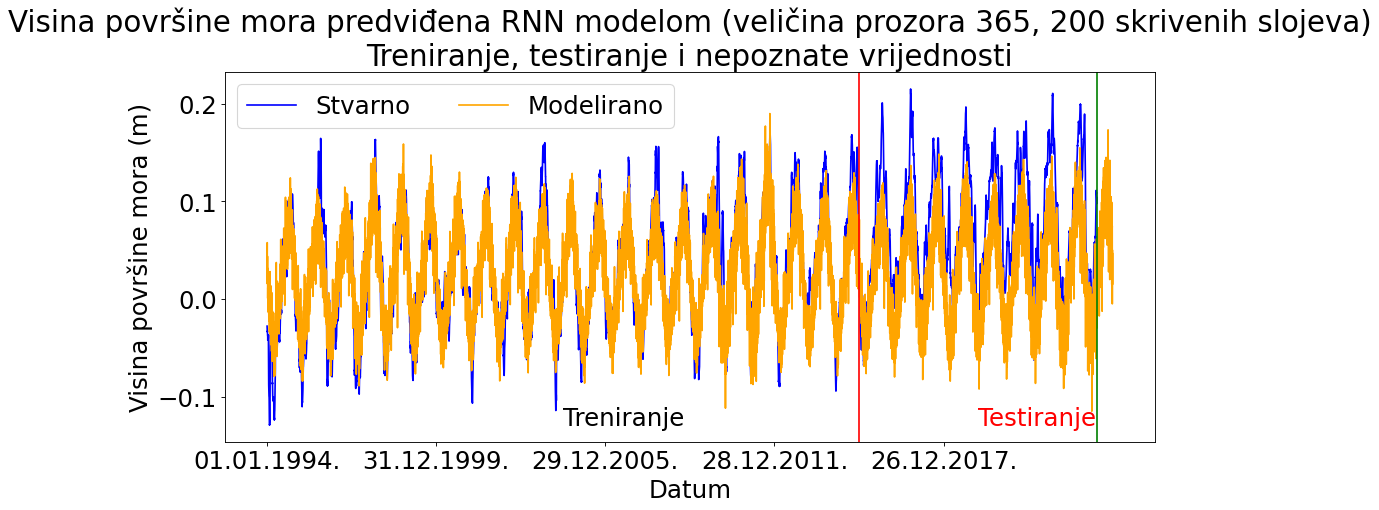 Visina površine mora predviđena RNN modelom (veličina prozora 365, 200 skrivenih slojeva)
Treniranje, testiranje i nepoznate vrijednosti
Stvarno Modelirano
Visina površine mora (m)
0.2
0.1
0.0
−0.1
Treniranje Testiranje
01.01.1994. 31.12.1999. 29.12.2005. 28.12.2011. 26.12.2017.
Datum